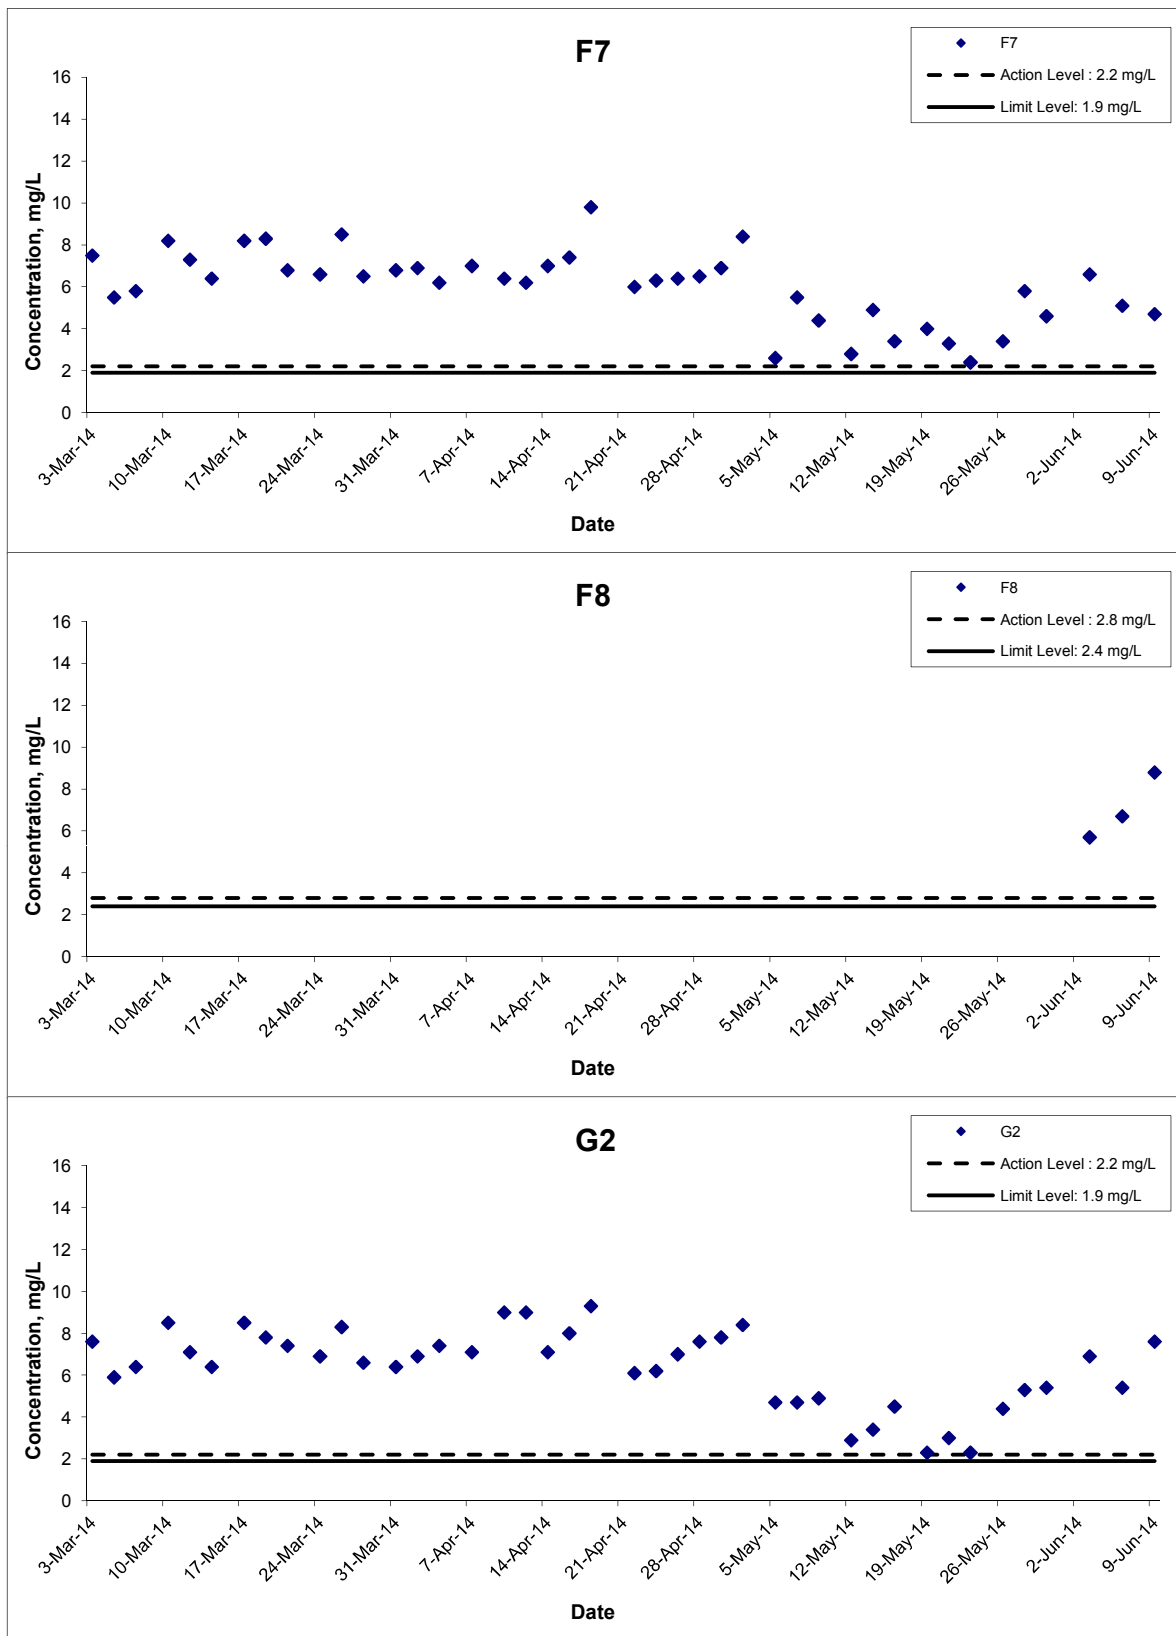 F7
F7
Action Level : 2.2 mg/L
Limit Level: 1.9 mg/L
Concentration, mg/L
16
14
12
10
8
6
4
2
0
3-Mar-14
10-Mar-14
17-Mar-14
24-Mar-14
31-Mar-14
7-Apr-14
14-Apr-14
21-Apr-14
28-Apr-14
5-May-14
12-May-14
19-May-14
26-May-14
2-Jun-14
9-Jun-14
Date
F8
F8
Action Level : 2.8 mg/L
Limit Level: 2.4 mg/L
Concentration, mg/L
16
14
12
10
8
6
4
2
0
3-Mar-14
10-Mar-14
17-Mar-14
24-Mar-14
31-Mar-14
7-Apr-14
14-Apr-14
21-Apr-14
28-Apr-14
5-May-14
12-May-14
19-May-14
26-May-14
2-Jun-14
9-Jun-14
Date
G2
G2
Action Level : 2.2 mg/L
Limit Level: 1.9 mg/L
Concentration, mg/L
16
14
12
10
8
6
4
2
0
3-Mar-14
10-Mar-14
17-Mar-14
24-Mar-14
31-Mar-14
7-Apr-14
14-Apr-14
21-Apr-14
28-Apr-14
5-May-14
12-May-14
19-May-14
26-May-14
2-Jun-14
9-Jun-14
Date